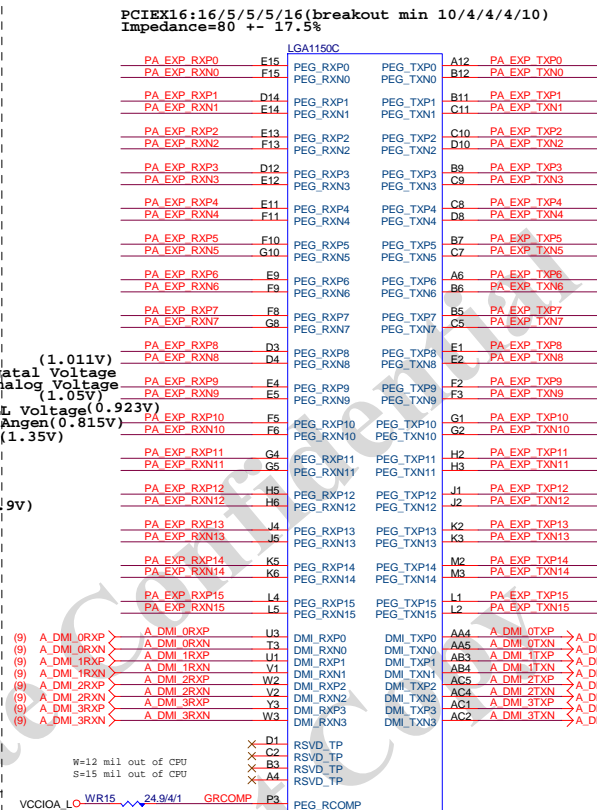 PCIEX16:16/5/5/5/16(breakout min 10/4/4/4/10)
Impedance=80 +- 17.5%
LGA1150C
PA_EXP_RXP0 E15 PEG_RXP0 PEG_TXP0 A12 PA_EXP_TXP0
PA_EXP_RXN0 F15 PEG_RXN0 PEG_TXN0 B12 PA_EXP_TXN0
PA_EXP_RXP1 D14 PEG_RXP1 PEG_TXP1 B11 PA_EXP_TXP1
PA_EXP_RXN1 E14 PEG_RXN1 PEG_TXN1 C11 PA_EXP_TXN1
PA_EXP_RXP2 E13 PEG_RXP2 PEG_TXP2 C10 PA_EXP_TXP2
PA_EXP_RXN2 F13 PEG_RXN2 PEG_TXN2 D10 PA_EXP_TXN2
PA_EXP_RXP3 D12 PEG_RXP3 PEG_TXP3 B9 PA_EXP_TXP3
PA_EXP_RXN3 E12 PEG_RXN3 PEG_TXN3 C9 PA_EXP_TXN3
PA_EXP_RXP4 E11 PEG_RXP4 PEG_TXP4 C8 PA_EXP_TXP4
PA_EXP_RXN4 F11 PEG_RXN4 PEG_TXN4 D8 PA_EXP_TXN4
PA_EXP_RXP5 F10 PEG_RXP5 PEG_TXP5 B7 PA_EXP_TXP5
PA_EXP_RXN5 G10 PEG_RXN5 PEG_TXN5 C7 PA_EXP_TXN5
PA_EXP_RXP6 E9 PEG_RXP6 PEG_TXP6 A6 PA_EXP_TXP6
PA_EXP_RXN6 F9 PEG_RXN6 PEG_TXN6 B6 PA_EXP_TXN6
PA_EXP_RXP7 F8 PEG_RXP7 PEG_TXP7 B5 PA_EXP_TXP7
PA_EXP_RXN7 G8 PEG_RXN7 PEG_TXN7 C5 PA_EXP_TXN7
PA_EXP_RXP8 D3 PEG_RXP8 PEG_TXP8 E1 PA_EXP_TXP8
(1.011V) PA_EXP_RXN8 D4 PEG_RXN8 PEG_TXN8 E2 PA_EXP_TXN8
atal Voltage
nalog Voltage PA_EXP_RXP9 E4 PEG_RXP9 PEG_TXP9 F2 PA_EXP_TXP9
(1.05V) PA_EXP_RXN9 E5 PEG_RXN9 PEG_TXN9 F3 PA_EXP_TXN9
L Voltage(0.923V)
Angen(0.815V) PA_EXP_RXP10 F5 PEG_RXP10 PEG_TXP10 G1 PA_EXP_TXP10
(1.35V) PA_EXP_RXN10 F6 PEG_RXN10 PEG_TXN10 G2 PA_EXP_TXN10
PA_EXP_RXP11 G4 PEG_RXP11 PEG_TXP11 H2 PA_EXP_TXP11
PA_EXP_RXN11 G5 PEG_RXN11 PEG_TXN11 H3 PA_EXP_TXN11
PA_EXP_RXP12 H5 PEG_RXP12 PEG_TXP12 J1 PA_EXP_TXP12
.9V) PA_EXP_RXN12 H6 PEG_RXN12 PEG_TXN12 J2 PA_EXP_TXN12
PA_EXP_RXP13 J4 PEG_RXP13 PEG_TXP13 K2 PA_EXP_TXP13
PA_EXP_RXN13 J5 PEG_RXN13 PEG_TXN13 K3 PA_EXP_TXN13
PA_EXP_RXP14 K5 PEG_RXP14 PEG_TXP14 M2 PA_EXP_TXP14
PA_EXP_RXN14 K6 PEG_RXN14 PEG_TXN14 M3 PA_EXP_TXN14
PA_EXP_RXP15 L4 PEG_RXP15 PEG_TXP15 L1 PA_EXP_TXP15
PA_EXP_RXN15 L5 PEG_RXN15 PEG_TXN15 L2 PA_EXP_TXN15
(9) A_DMI_0RXP A_DMI_0RXP U3 DMI_RXP0 DMI_TXP0 AA4 A_DMI_0TXP A_D
(9) A_DMI_0RXN A_DMI_0RXN T3 DMI_RXN0 DMI_TXN0 AA5 A_DMI_0TXN A_D
(9) A_DMI_1RXP A_DMI_1RXP U1 DMI_RXP1 DMI_TXP1 AB3 A_DMI_1TXP A_D
(9) A_DMI_1RXN A_DMI_1RXN V1 DMI_RXN1 DMI_TXN1 AB4 A_DMI_1TXN A_D
(9) A_DMI_2RXP A_DMI_2RXP W2 DMI_RXP2 DMI_TXP2 AC5 A_DMI_2TXP A_D
(9) A_DMI_2RXN A_DMI_2RXN V2 DMI_RXN2 DMI_TXN2 AC4 A_DMI_2TXN A_D
(9) A_DMI_3RXP A_DMI_3RXP Y3 DMI_RXP3 DMI_TXP3 AC1 A_DMI_3TXP A_D
(9) A_DMI_3RXN A_DMI_3RXN W3 DMI_RXN3 DMI_TXN3 AC2 A_DMI_3TXN A_D
D1 RSVD_TP
C2 RSVD_TP
W=12 mil out of CPU B3 RSVD_TP
S=15 mil out of CPU A4 RSVD_TP
VCCIOA_L WR15 24.9/4/1 GRCOMP P3 PEG_RCOMP
te Confidential
t Copy